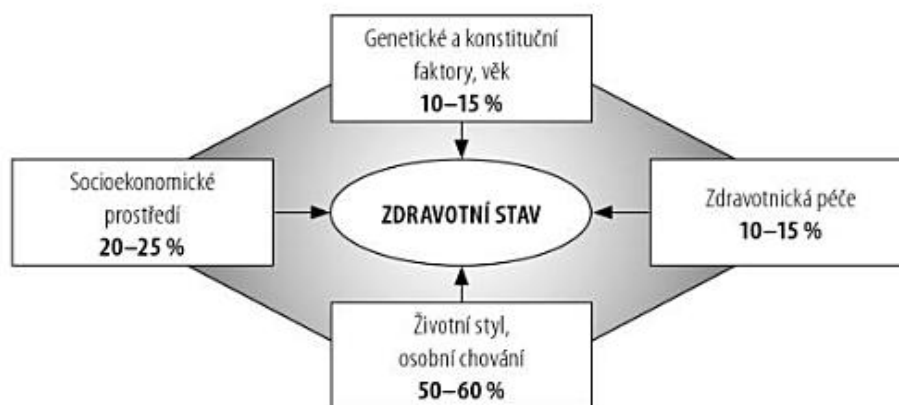 Genetické a konstituční
faktory, věk
10–15 %
Socioekonomické
prostředí
20–25 %
ZDRAVOTNÍ STAV
Zdravotnická péče
10–15 %
Životní styl,
osobní chování
50–60 %